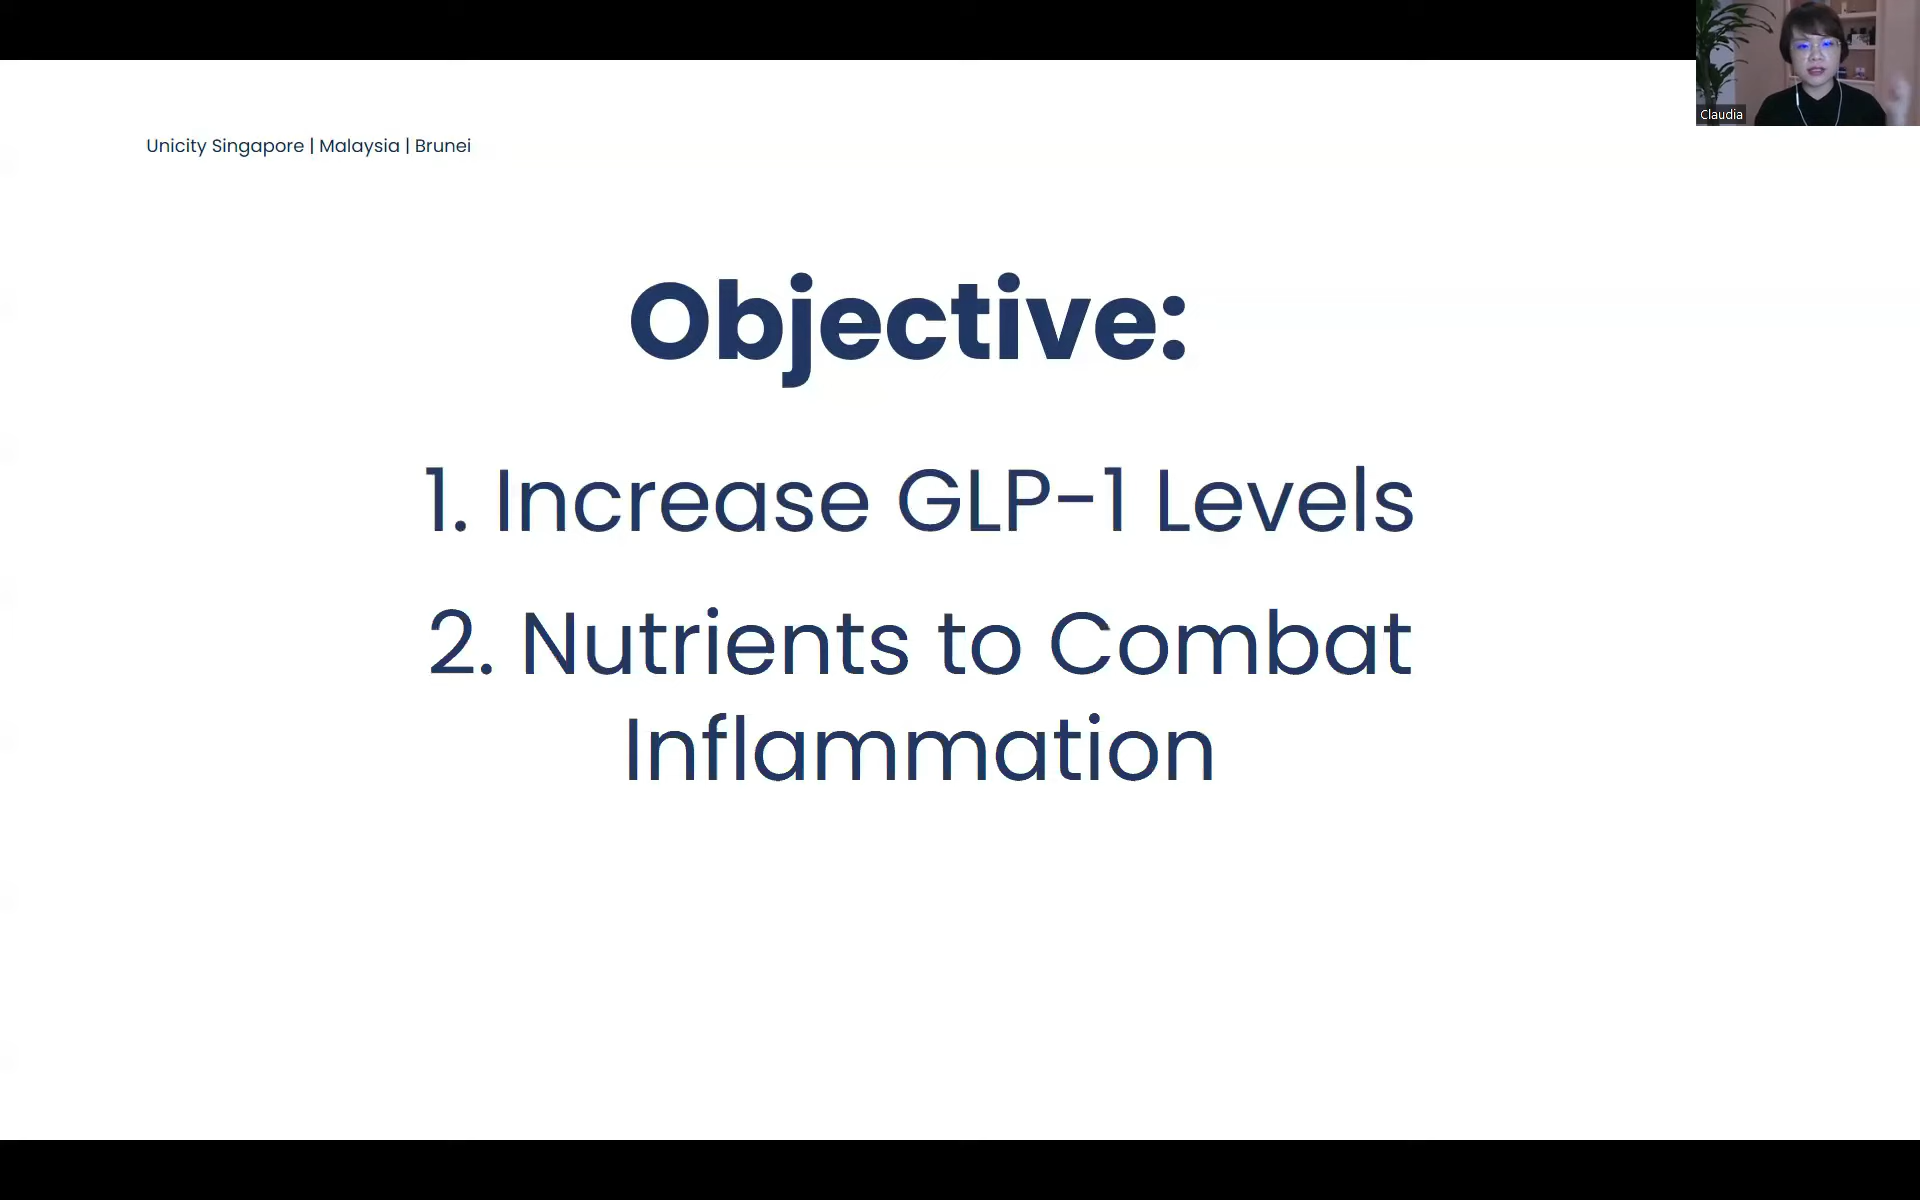 Claudia
Unicity Singapore | Malaysia | Brunei
Objective:
1. Increase GLP-1 Levels
2. Nutrients to Combat
Inflammation